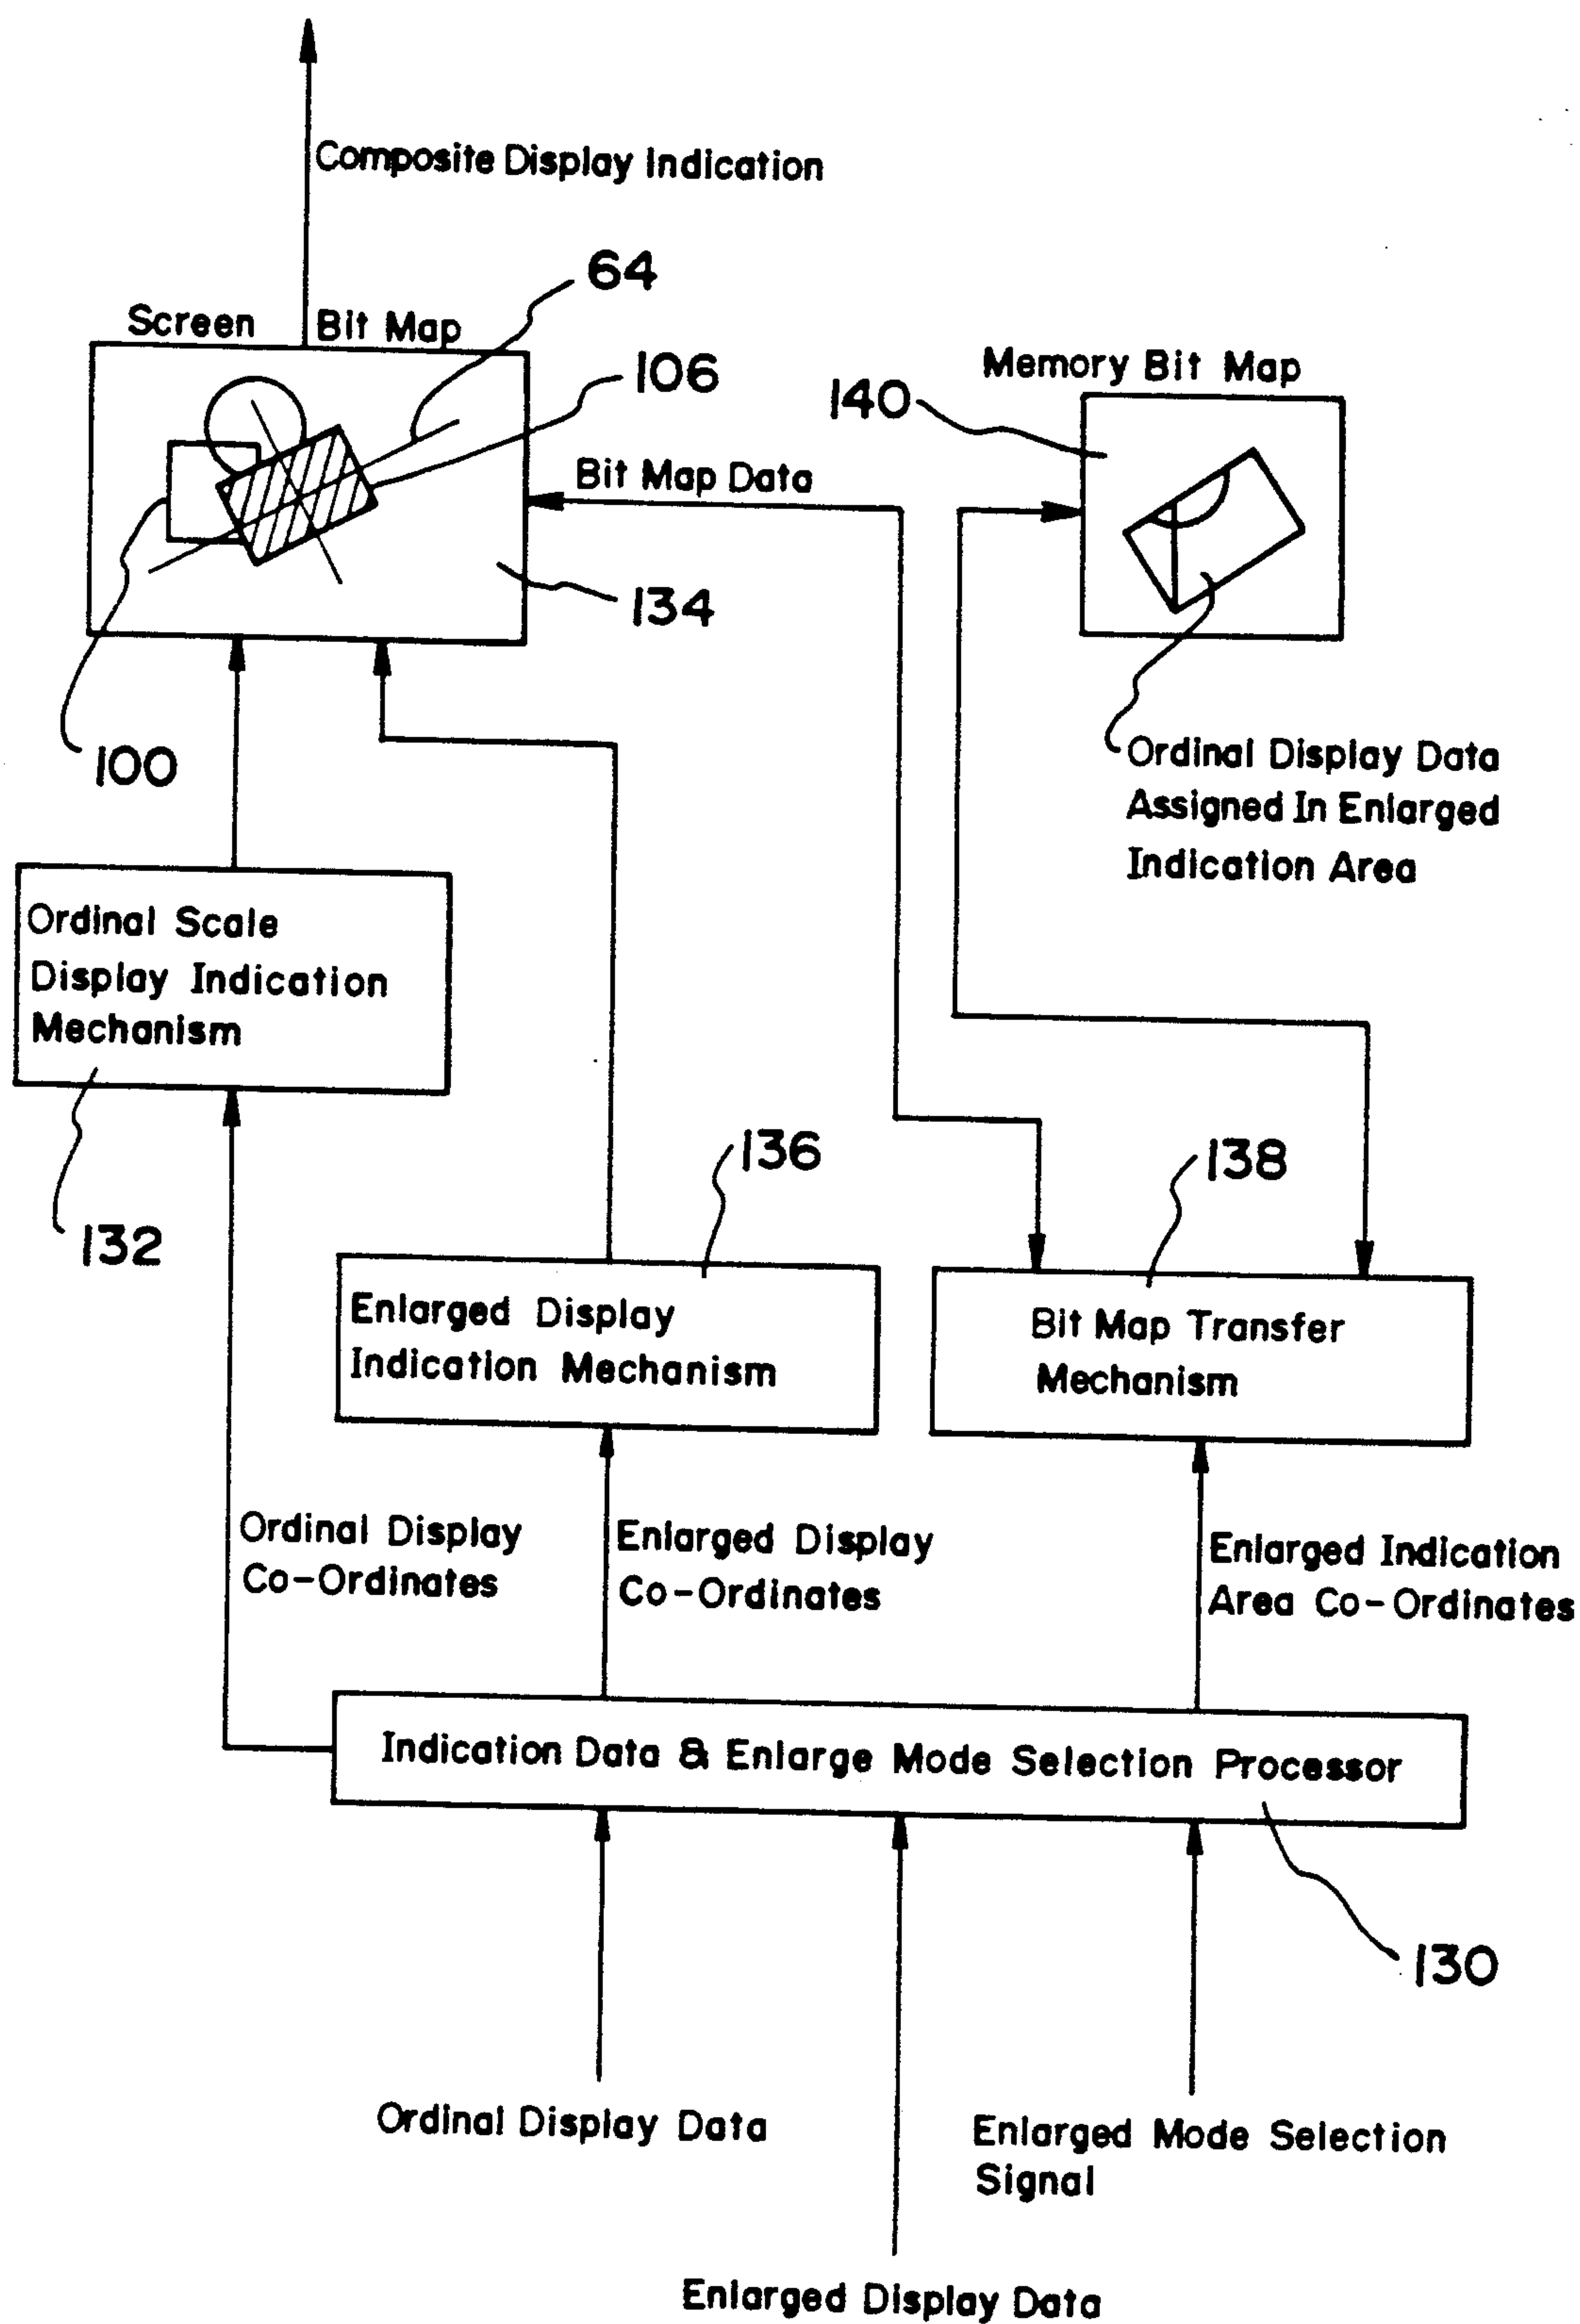 Composite Display Indication
64
Screen Bit Map
106
Memory Bit Map
140
Bit Map Data
134
100
Ordinal Display Data
Assigned In Enlarged
Indication Area
Ordinal Scale
Display Indication
Mechanism
132
136
138
Enlarged Display
Indication Mechanism
Bit Map Transfer
Mechanism
Ordinal Display
Co-Ordinates
Enlarged Display
Co-Ordinates
Enlarged Indication
Area Co-Ordinates
Indication Data & Enlarge Mode Selection Processor
130
Ordinal Display Data
Enlarged Mode Selection
Signal
Enlarged Display Data